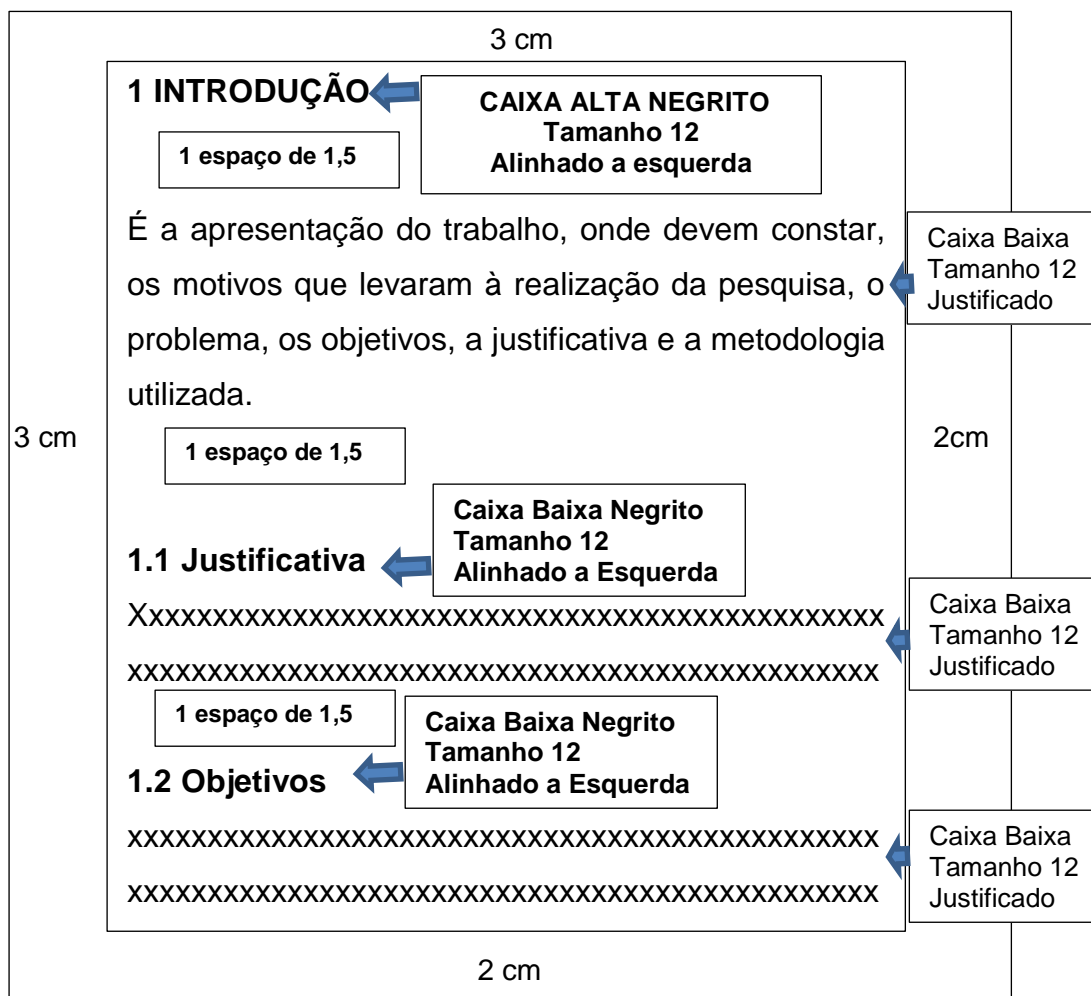 3 cm
1 INTRODUÇÃO
CAIXA ALTA NEGRITO
Tamanho 12
Alinhado a esquerda
1 espaço de 1,5
É a apresentação do trabalho, onde devem constar,
os motivos que levaram à realização da pesquisa, o
problema, os objetivos, a justificativa e a metodologia
utilizada.
Caixa Baixa
Tamanho 12
Justificado
3 cm
2cm
1 espaço de 1,5
Caixa Baixa Negrito
Tamanho 12
Alinhado a Esquerda
1.1 Justificativa
Xxxxxxxxxxxxxxxxxxxxxxxxxxxxxxxxxxxxxxxxxxxxxxx
xxxxxxxxxxxxxxxxxxxxxxxxxxxxxxxxxxxxxxxxxxxxxxx
Caixa Baixa
Tamanho 12
Justificado
1 espaço de 1,5
Caixa Baixa Negrito
Tamanho 12
Alinhado a Esquerda
1.2 Objetivos
xxxxxxxxxxxxxxxxxxxxxxxxxxxxxxxxxxxxxxxxxxxxxxx
xxxxxxxxxxxxxxxxxxxxxxxxxxxxxxxxxxxxxxxxxxxxxxx
Caixa Baixa
Tamanho 12
Justificado
2 cm